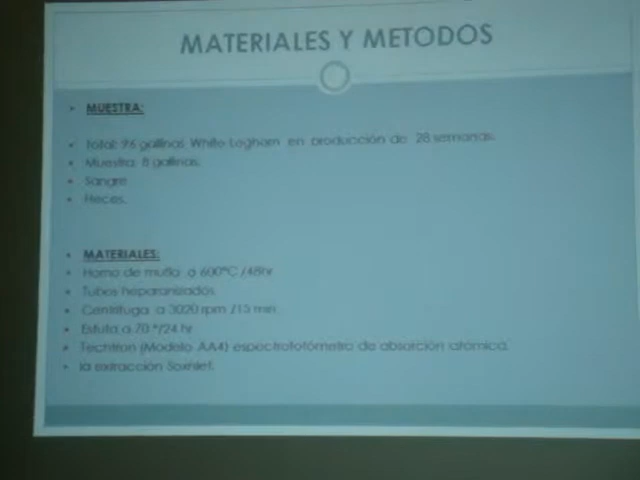 MATERIALES Y METODOS
MUESTRA:
Total: 96 gallinas White Leghorn en producción de 28 semanas.
Muestra: 8 gallinas.
Sangre
Heces.
MATERIALES:
Horno de mufla a 600°C /48hr
Tubos heparanizados.
Centrifuga a 3020 rpm /15 min.
Estufa a 70 °/24 hr
Techtron (Modelo AA4) espectrofotómetro de absorción atomica.
la extracción Soxhlet.